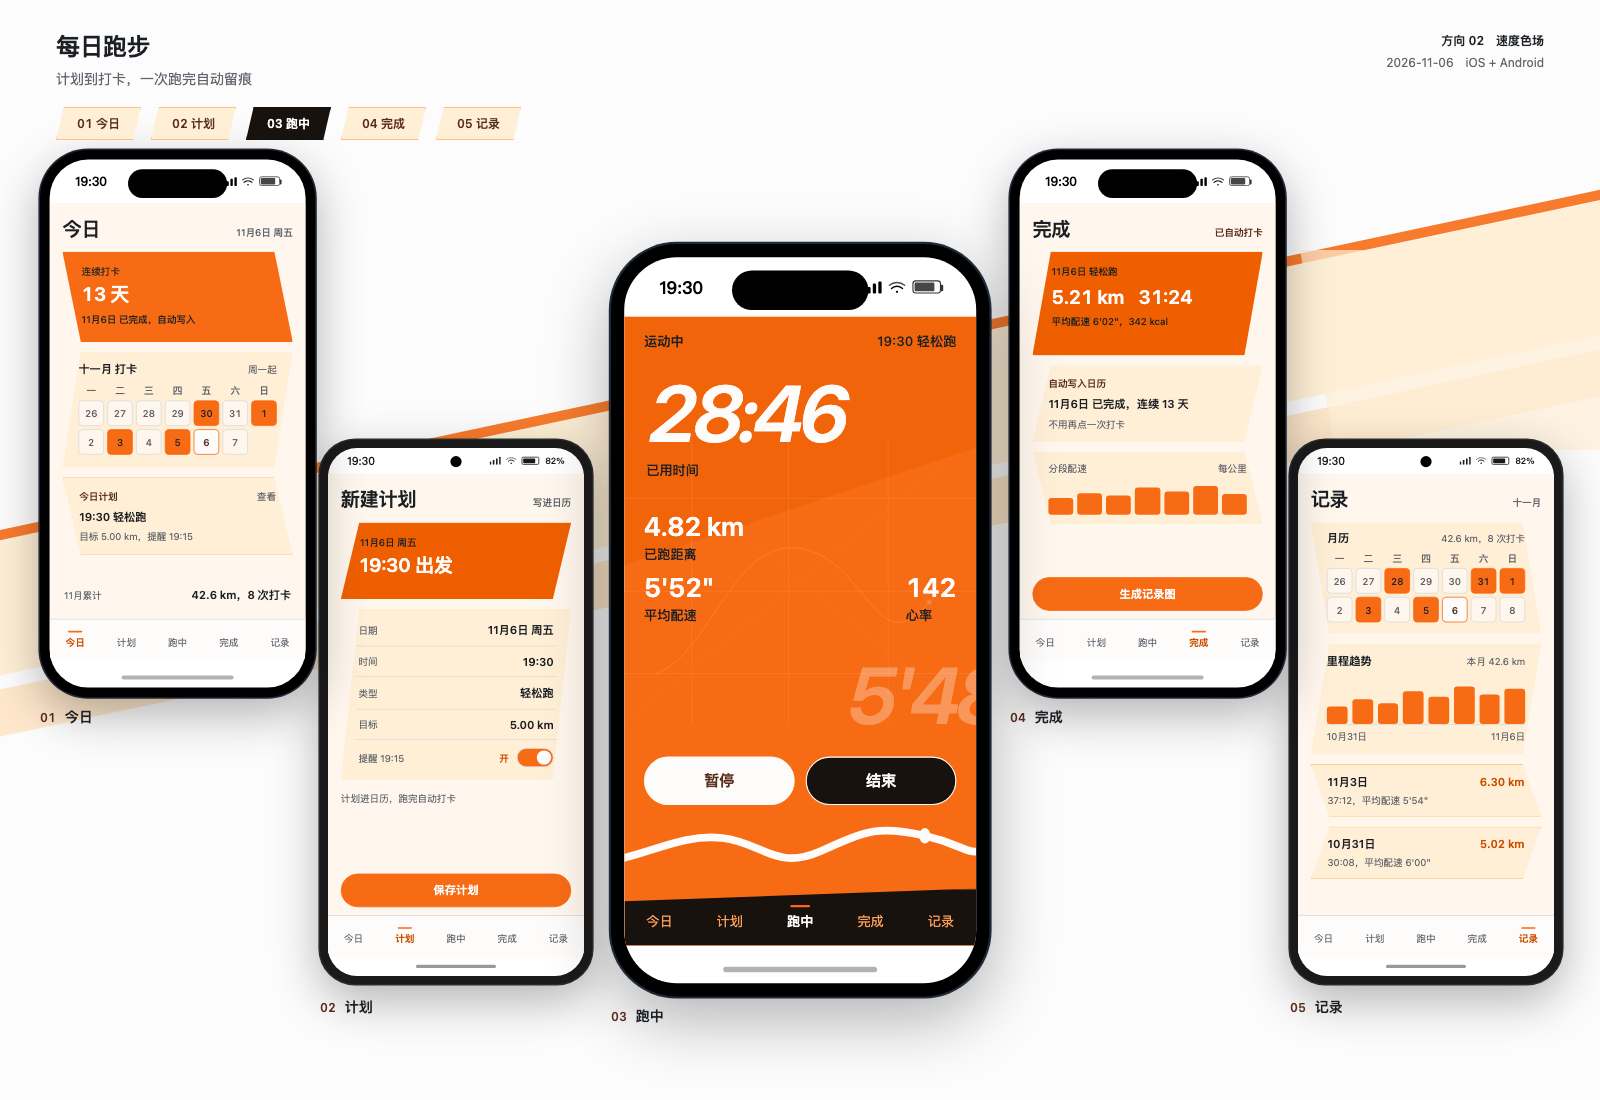 每日跑步
计划到打卡，一次跑完自动留痕
方向 02 速度色场
2026-11-06 iOS + Android
01 今日
02 计划
03 跑中
04 完成
05 记录
19:30
今日
11月6日 周五
连续打卡
13 天
11月6日 已完成，自动写入
十一月 打卡
周一起
一 二 三 四 五 六 日
26 27 28 29 30 31 1
2 3 4 5 6 7
今日计划
查看
19:30 轻松跑
目标 5.00 km，提醒 19:15
11月累计
42.6 km，8 次打卡
今日 计划 跑中 完成 记录
01 今日
19:30
82%
新建计划
写进日历
11月6日 周五
19:30 出发
日期
11月6日 周五
时间
19:30
类型
轻松跑
目标
5.00 km
提醒 19:15
开
计划进日历，跑完自动打卡
保存计划
今日 计划 跑中 完成 记录
02 计划
19:30
运动中
19:30 轻松跑
28:46
已用时间
4.82 km
已跑距离
5'52"
平均配速
142
心率
5'48
暂停
结束
今日 计划 跑中 完成 记录
03 跑中
19:30
完成
已自动打卡
11月6日 轻松跑
5.21 km 31:24
平均配速 6'02"，342 kcal
自动写入日历
11月6日 已完成，连续 13 天
不用再点一次打卡
分段配速
每公里
生成记录图
今日 计划 跑中 完成 记录
04 完成
19:30
82%
记录
十一月
月历
42.6 km，8 次打卡
一 二 三 四 五 六 日
26 27 28 29 30 31 1
2 3 4 5 6 7 8
里程趋势
本月 42.6 km
10月31日
11月6日
11月3日
6.30 km
37:12，平均配速 5'54"
10月31日
5.02 km
30:08，平均配速 6'00"
今日 计划 跑中 完成 记录
05 记录